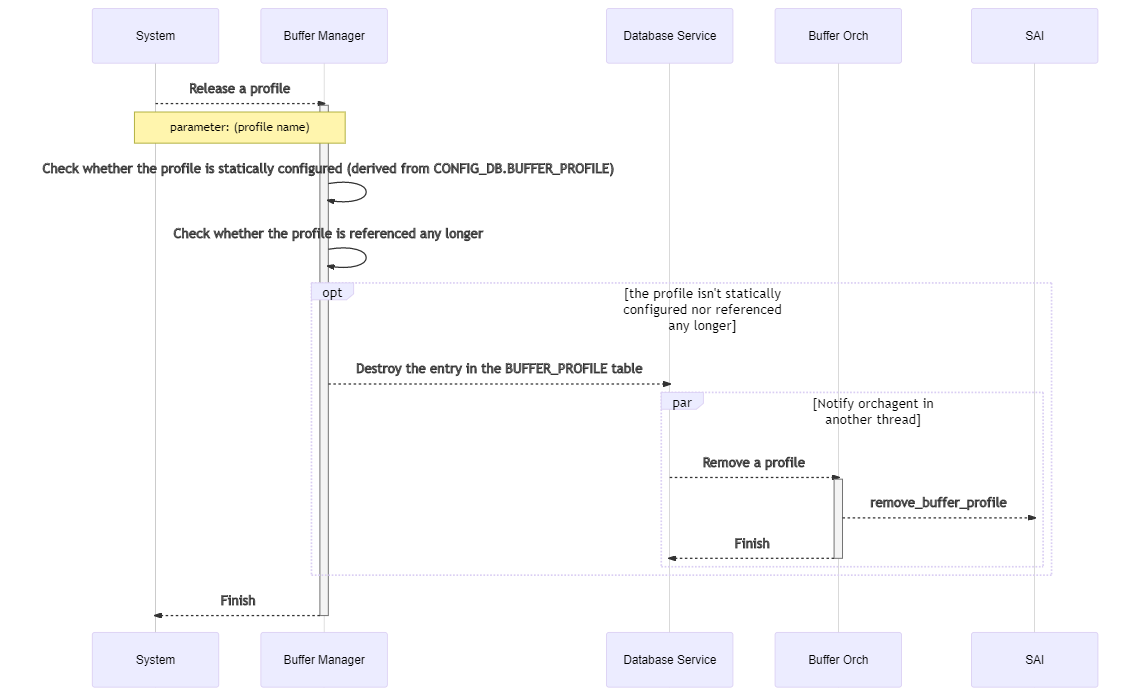 System
Buffer Manager
Database Service
Buffer Orch
SAI
Release a profile
parameter: (profile name)
Check whether the profile is statically configured (derived from CONFIG_DB.BUFFER_PROFILE)
Check whether the profile is referenced any longer
opt
[the profile isn't statically
configured nor referenced
any longer]
Destroy the entry in the BUFFER_PROFILE table
par
[Notify orchagent in
another thread]
Remove a profile
remove_buffer_profile
Finish
Finish
System
Buffer Manager
Database Service
Buffer Orch
SAI